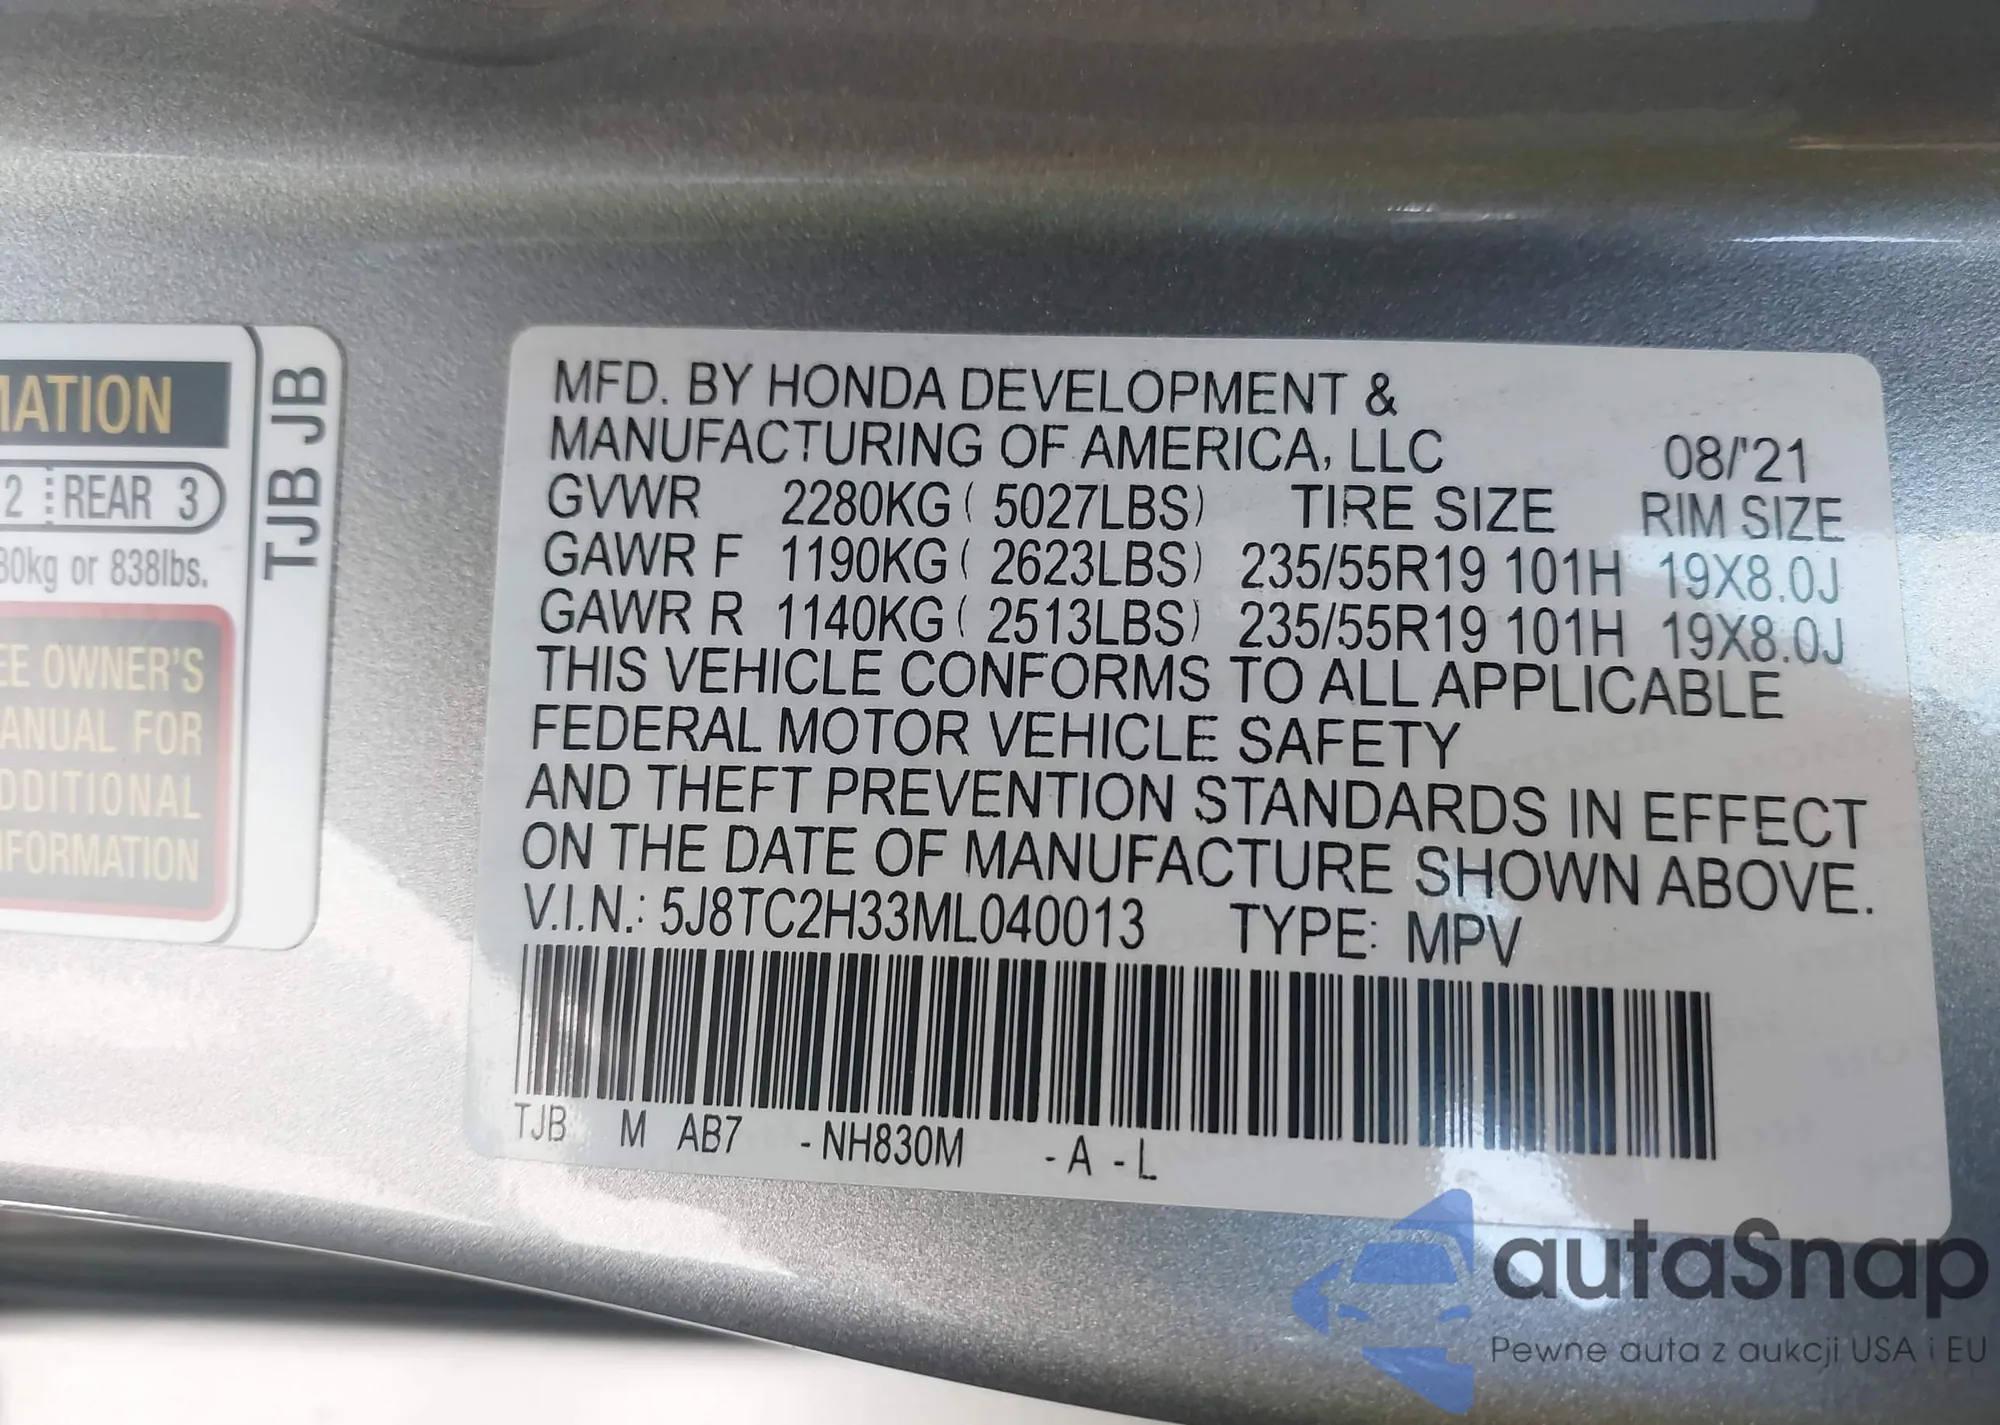 MATION
2 REAR 3
80kg or 838lbs.
EE OWNER'S
ANUAL FOR
DDITIONAL
NFORMATION
TJB JB
MFD. BY HONDA DEVELOPMENT &
MANUFACTURING OF AMERICA, LLC 08/'21
GVWR 2280KG ( 5027LBS) TIRE SIZE RIM SIZE
GAWR F 1190KG ( 2623LBS) 235/55R19 101H 19X8.0J
GAWR R 1140KG ( 2513LBS) 235/55R19 101H 19X8.0J
THIS VEHICLE CONFORMS TO ALL APPLICABLE
FEDERAL MOTOR VEHICLE SAFETY
AND THEFT PREVENTION STANDARDS IN EFFECT
ON THE DATE OF MANUFACTURE SHOWN ABOVE.
V.I.N.: 5J8TC2H33ML040013 TYPE: MPV
TJB M AB7 -NH830M -A -L
autaSnap
Pewne auta z aukcji USA i EU